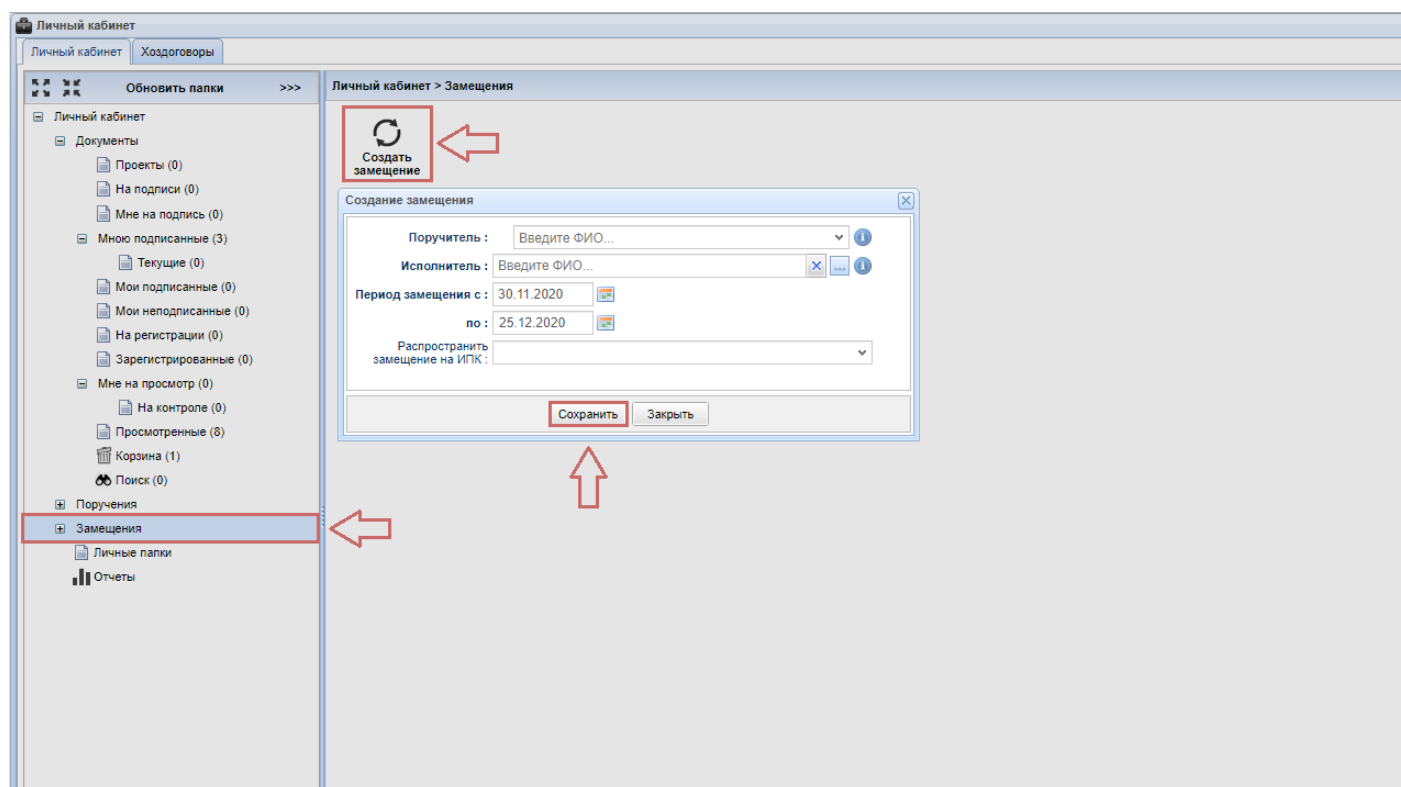 Личный кабинет
Личный кабинет Хоздоговоры
Обновить папки >>>
Личный кабинет
Документы
Проекты (0)
На подписи (0)
Мне на подпись (0)
Мною подписанные (3)
Текущие (0)
Мои подписанные (0)
Мои неподписанные (0)
На регистрации (0)
Зарегистрированные (0)
Мне на просмотр (0)
На контроле (0)
Просмотренные (8)
Корзина (1)
Поиск (0)
Поручения
Замещения
Личные папки
Отчеты
Личный кабинет > Замещения
Создать
замещение
Создание замещения
Поручитель : Введите ФИО...
Исполнитель : Введите ФИО... ...
Период замещения с : 30.11.2020
по : 25.12.2020
Распространить
замещение на ИПК :
Сохранить Закрыть